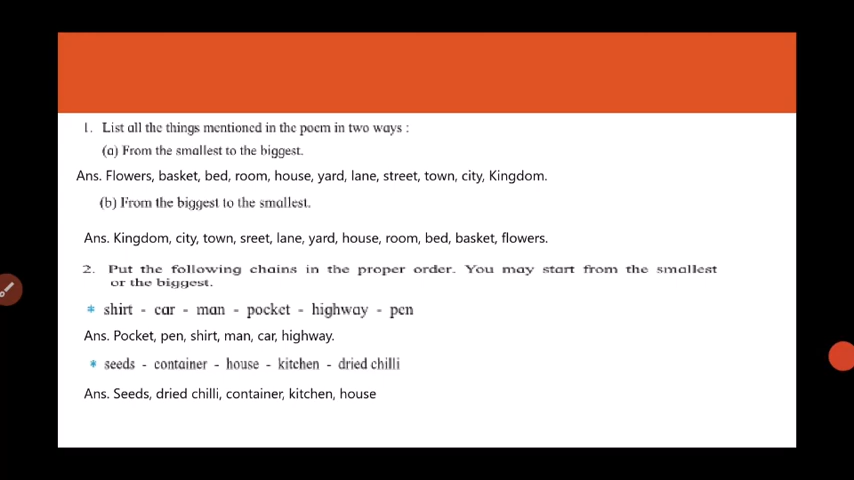 1. List all the things mentioned in the poem in two ways :
(a) From the smallest to the biggest.
Ans. Flowers, basket, bed, room, house, yard, lane, street, town, city, Kingdom.
(b) From the biggest to the smallest.
Ans. Kingdom, city, town, sreet, lane, yard, house, room, bed, basket, flowers.
2. Put the following chains in the proper order. You may start from the smallest
or the biggest.
* shirt - car - man - pocket - highway - pen
Ans. Pocket, pen, shirt, man, car, highway.
* seeds - container - house - kitchen - dried chilli
Ans. Seeds, dried chilli, container, kitchen, house